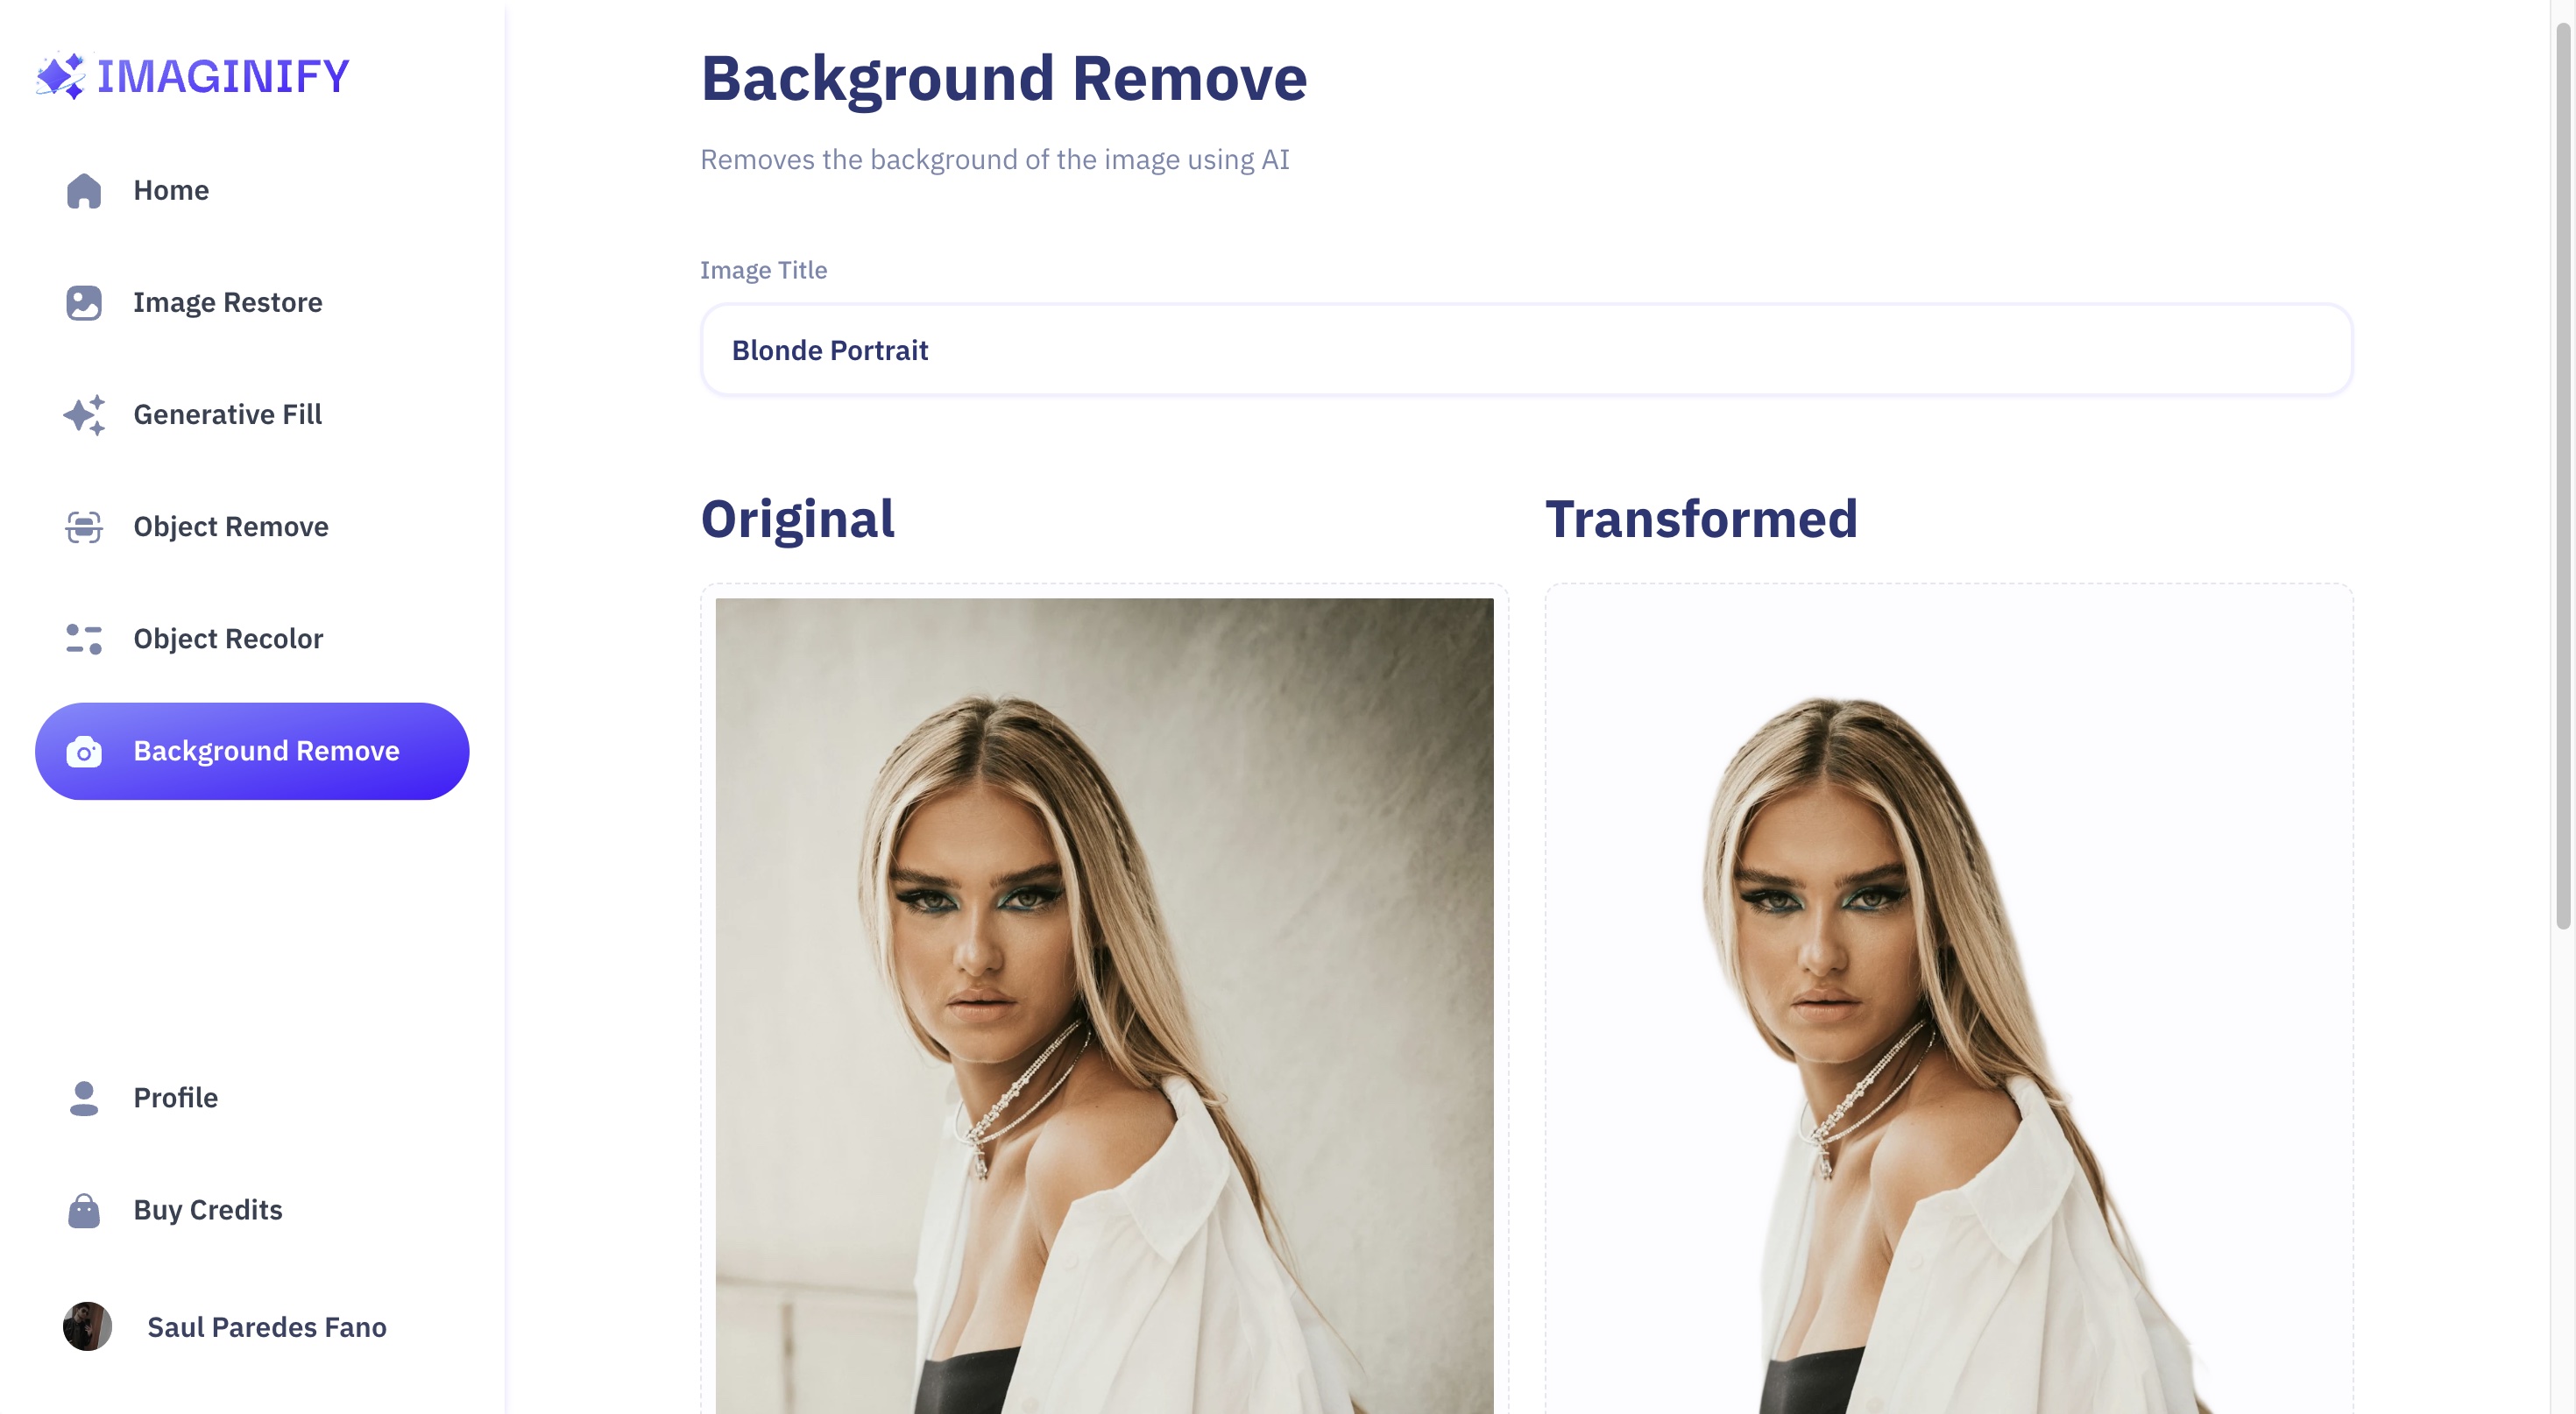 IMAGINIFY
Home
Image Restore
Generative Fill
Object Remove
Object Recolor
Background Remove
Profile
Buy Credits
Saul Paredes Fano
Background Remove
Removes the background of the image using AI
Image Title
Blonde Portrait
Original
Transformed